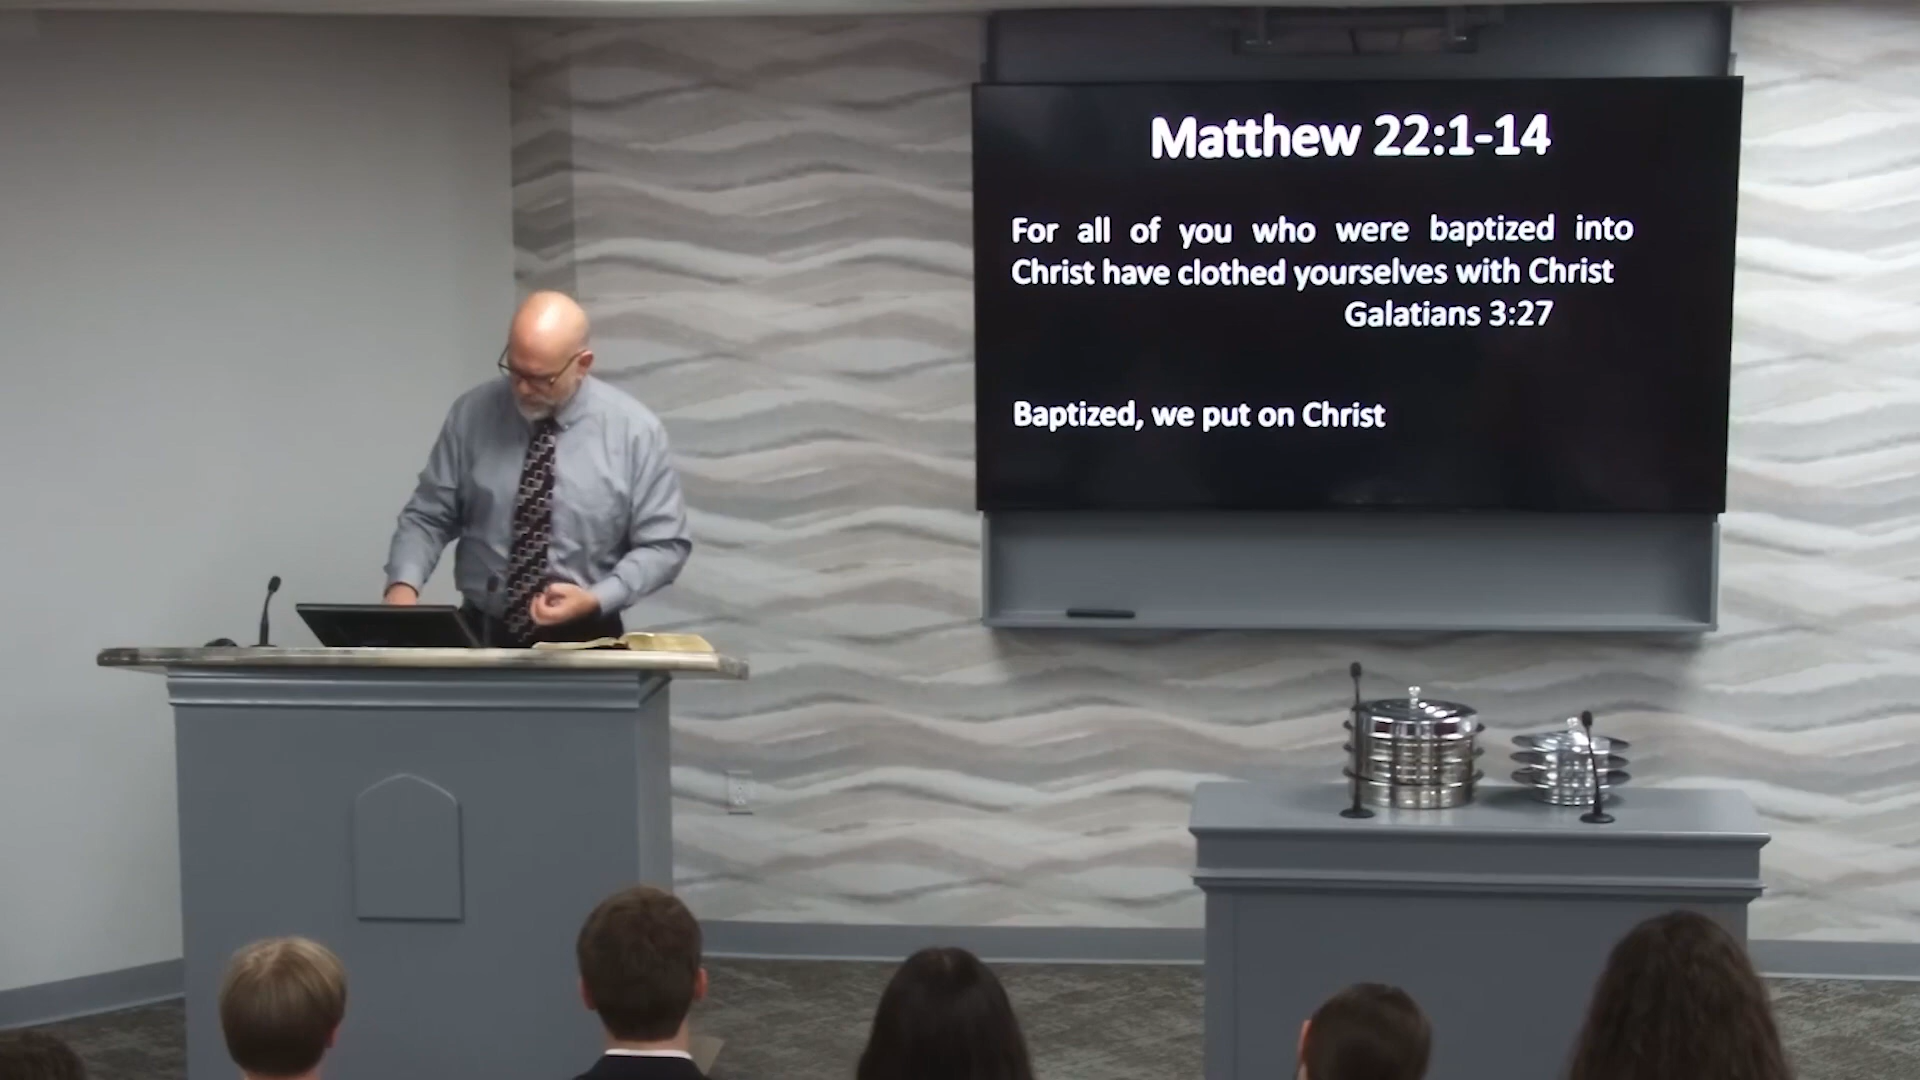 Matthew 22:1-14
For all of you who were baptized into
Christ have clothed yourselves with Christ
Galatians 3:27
Baptized, we put on Christ